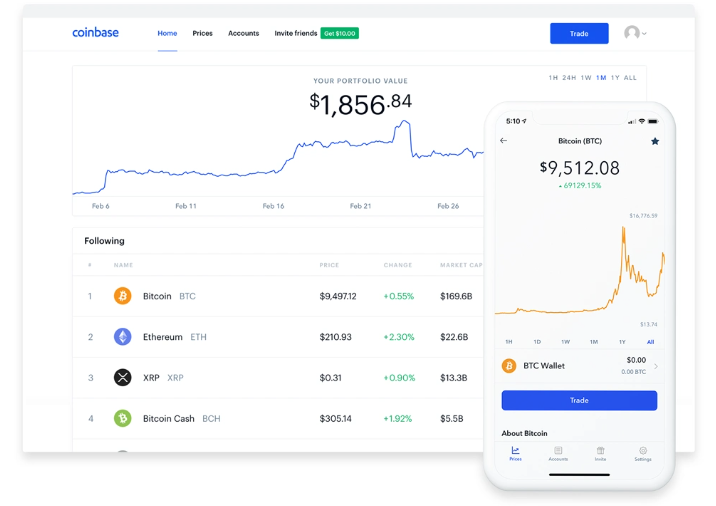 coinbase
Home Prices Accounts Invite friends Get $10.00
Trade
YOUR PORTFOLIO VALUE
$1,856.84
1H 24H 1W 1M 1Y ALL
Feb 6 Feb 11 Feb 16 Feb 21 Feb 26
Following
# NAME PRICE CHANGE MARKET CAP
1 Bitcoin BTC $9,497.12 +0.55% $169.6B
2 Ethereum ETH $210.93 +2.30% $22.6B
3 XRP XRP $0.31 +0.90% $13.3B
4 Bitcoin Cash BCH $305.14 +1.92% $5.5B
5:10
Bitcoin (BTC)
$9,512.08
69129.15%
$16,776.59
$13.74
1H 1D 1W 1M 1Y All
BTC Wallet $0.00
0.00 BTC
Trade
About Bitcoin
Prices Accounts Invite Settings